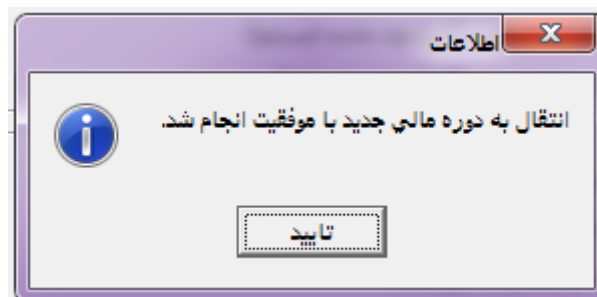 اطلاعات
انتقال به دوره مالي جديد با موفقيت انجام شد.
تاييد